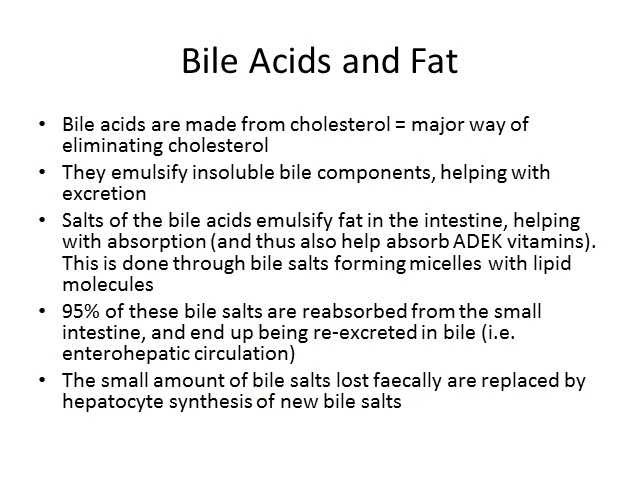 Bile Acids and Fat
• Bile acids are made from cholesterol = major way of
eliminating cholesterol
• They emulsify insoluble bile components, helping with
excretion
• Salts of the bile acids emulsify fat in the intestine, helping
with absorption (and thus also help absorb ADEK vitamins).
This is done through bile salts forming micelles with lipid
molecules
• 95% of these bile salts are reabsorbed from the small
intestine, and end up being re-excreted in bile (i.e.
enterohepatic circulation)
• The small amount of bile salts lost faecally are replaced by
hepatocyte synthesis of new bile salts